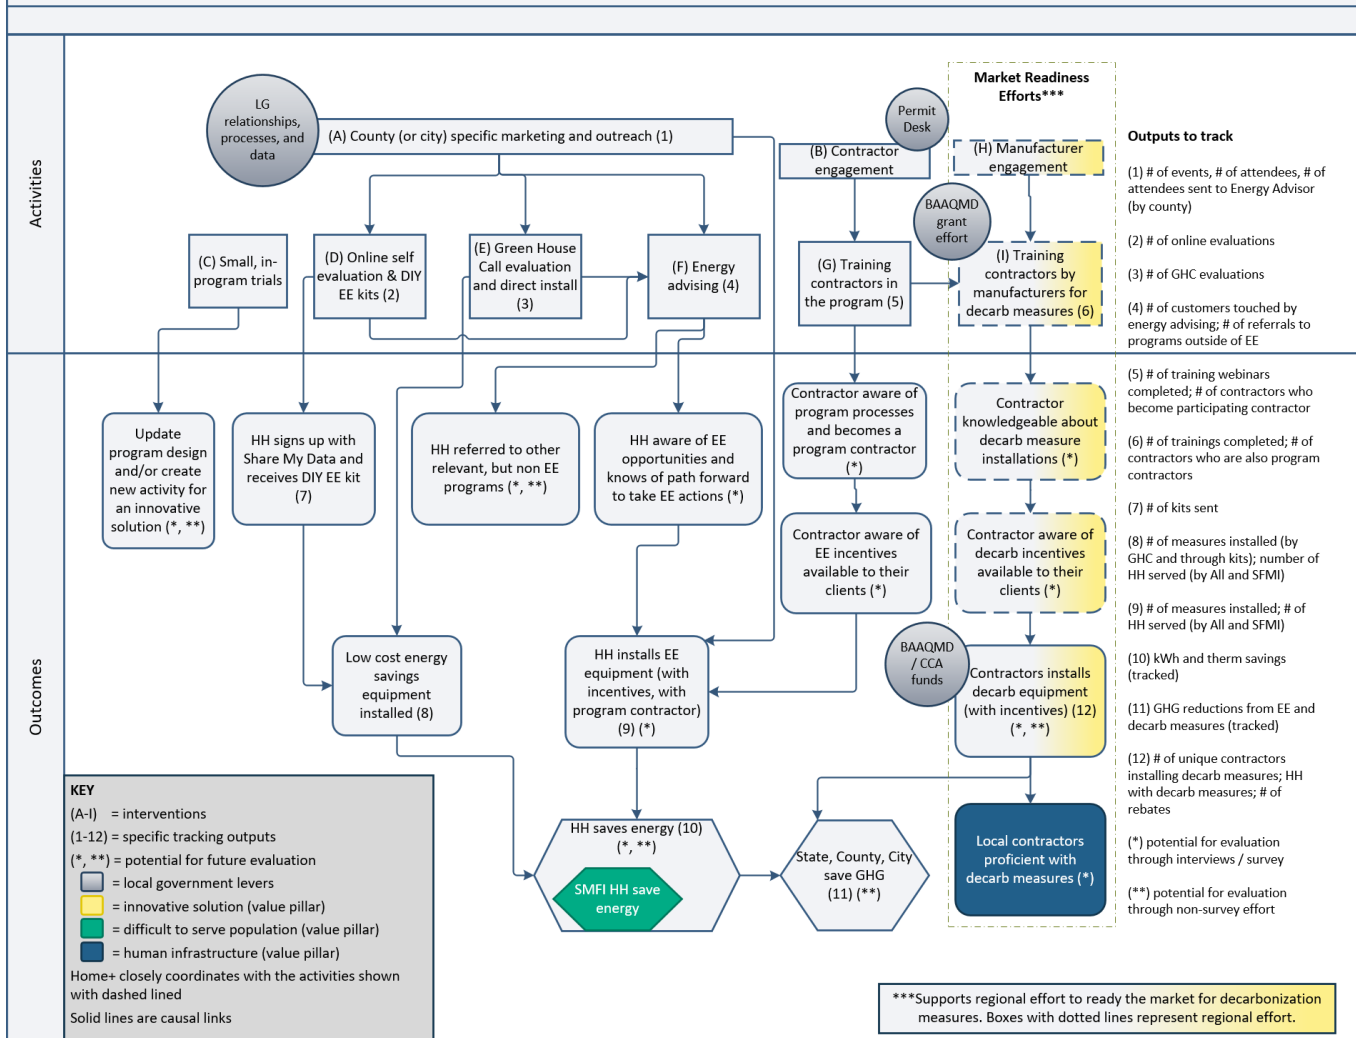 Activities
LG
relationships,
processes, and
data
(A) County (or city) specific marketing and outreach (1)
Permit
Desk
(B) Contractor
engagement
Market Readiness
Efforts***
(H) Manufacturer
engagement
BAAQMD
grant
effort
(C) Small, in-
program trials
(D) Online self
evaluation & DIY
EE kits (2)
(E) Green House
Call evaluation
and direct install
(3)
(F) Energy
advising (4)
(G) Training
contractors in
the program (5)
(I) Training
contractors by
manufacturers for
decarb measures (6)
Outcomes
Update
program design
and/or create
new activity for
an innovative
solution (*, **)
HH signs up with
Share My Data and
receives DIY EE kit
(7)
HH referred to other
relevant, but non EE
programs (*, **)
HH aware of EE
opportunities and
knows of path forward
to take EE actions (*)
Contractor aware of
program processes
and becomes a
program contractor
(*)
Contractor
knowledgeable about
decarb measure
installations (*)
Contractor aware of
EE incentives
available to their
clients (*)
Contractor aware of
decarb incentives
available to their
clients (*)
Low cost energy
savings
equipment
installed (8)
HH installs EE
equipment (with
incentives, with
program contractor)
(9) (*)
BAAQMD
/ CCA
funds
Contractors installs
decarb equipment
(with incentives) (12)
(*, **)
HH saves energy (10)
(*, **)
SMFI HH save
energy
State, County, City
save GHG
(11) (**)
Local contractors
proficient with
decarb measures (*)
Outputs to track
(1) # of events, # of attendees, # of
attendees sent to Energy Advisor
(by county)
(2) # of online evaluations
(3) # of GHC evaluations
(4) # of customers touched by
energy advising; # of referrals to
programs outside of EE
(5) # of training webinars
completed; # of contractors who
become participating contractor
(6) # of trainings completed; # of
contractors who are also program
contractors
(7) # of kits sent
(8) # of measures installed (by
GHC and through kits); number of
HH served (by All and SFMI)
(9) # of measures installed; # of
HH served (by All and SFMI)
(10) kWh and therm savings
(tracked)
(11) GHG reductions from EE and
decarb measures (tracked)
(12) # of unique contractors
installing decarb measures; HH
with decarb measures; # of
rebates
(*) potential for evaluation
through interviews / survey
(**) potential for evaluation
through non-survey effort
KEY
(A-I) = interventions
(1-12) = specific tracking outputs
(*, **) = potential for future evaluation
= local government levers
= innovative solution (value pillar)
= difficult to serve population (value pillar)
= human infrastructure (value pillar)
Home+ closely coordinates with the activities shown
with dashed lined
Solid lines are causal links
***Supports regional effort to ready the market for decarbonization
measures. Boxes with dotted lines represent regional effort.